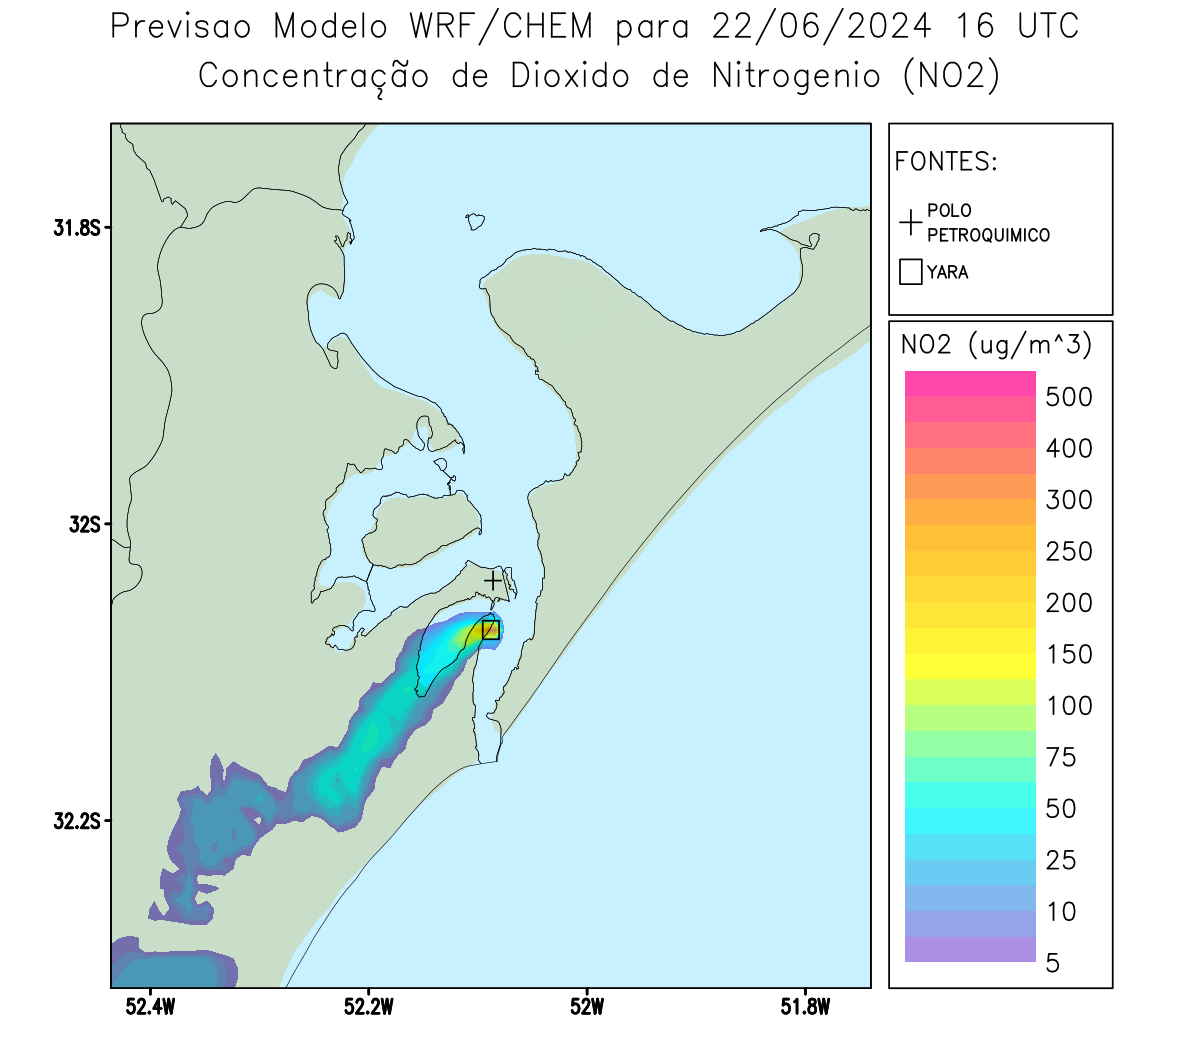 Previsao Modelo WRF/CHEM para 22/06/2024 16 UTC
Concentração de Dioxido de Nitrogenio (NO2)
FONTES:
POLO
PETROQUIMICO
YARA
31.8S
32S
32.2S
52.4W
52.2W
52W
51.8W
NO2 (ug/m^3)
500
400
300
250
200
150
100
75
50
25
10
5